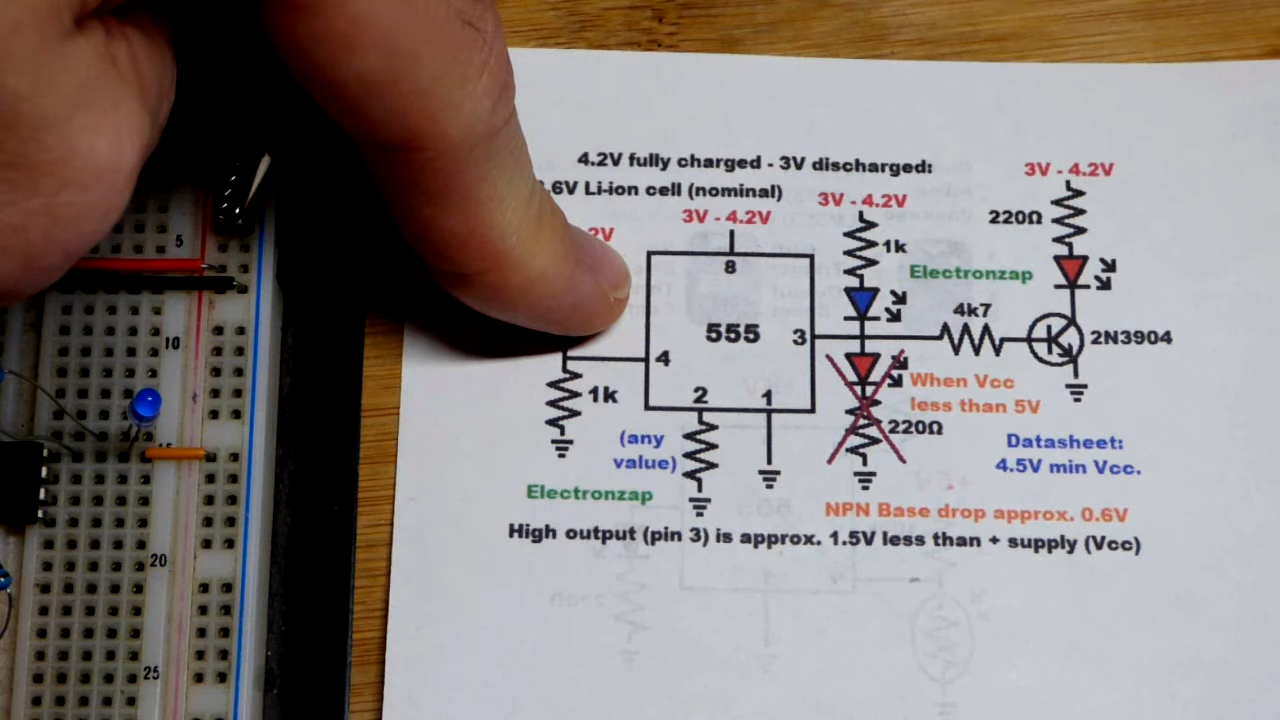 4.2V fully charged - 3V discharged:
.6V Li-ion cell (nominal)
3V - 4.2V
3V - 4.2V
3V - 4.2V
2V
220Ω
1k
8
Electronzap
4k7
555
3
2N3904
4
1k
2
1
When Vcc
less than 5V
220Ω
(any
value)
Datasheet:
4.5V min Vcc.
Electronzap
NPN Base drop approx. 0.6V
High output (pin 3) is approx. 1.5V less than + supply (Vcc)
5
10
15
20
25